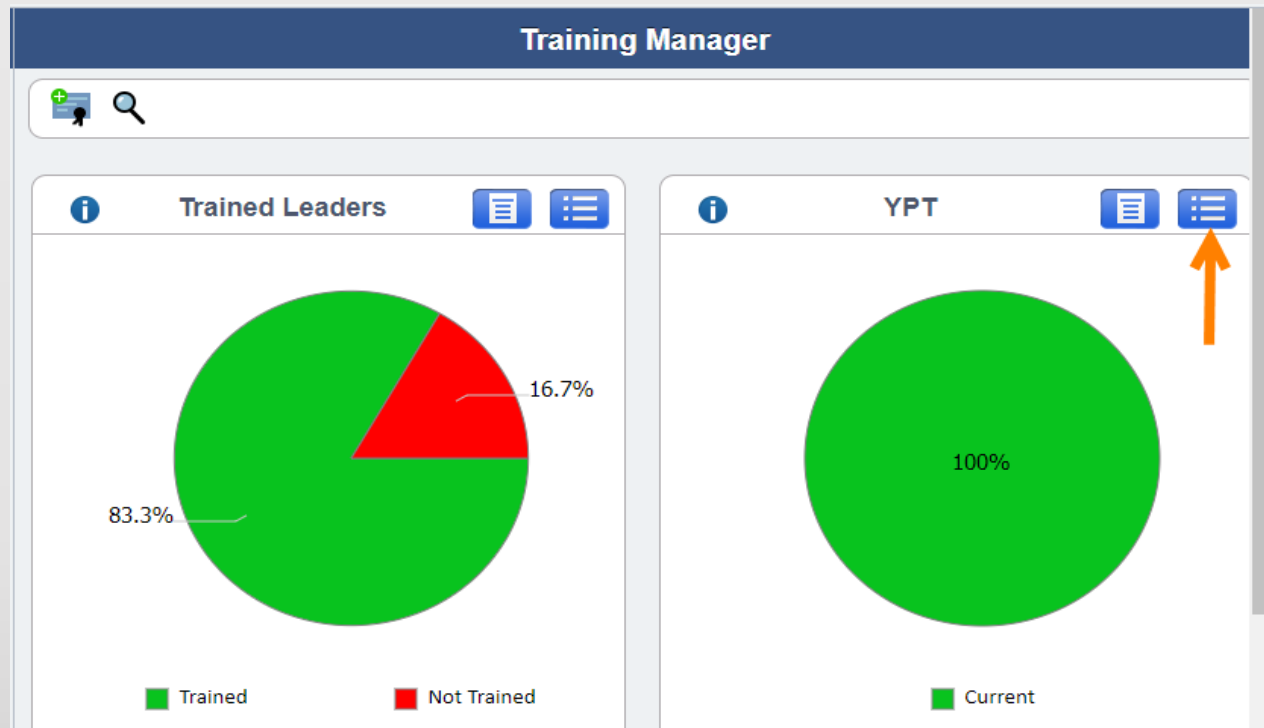 Training Manager
Trained Leaders
YPT
16.7%
83.3%
100%
Trained
Not Trained
Current